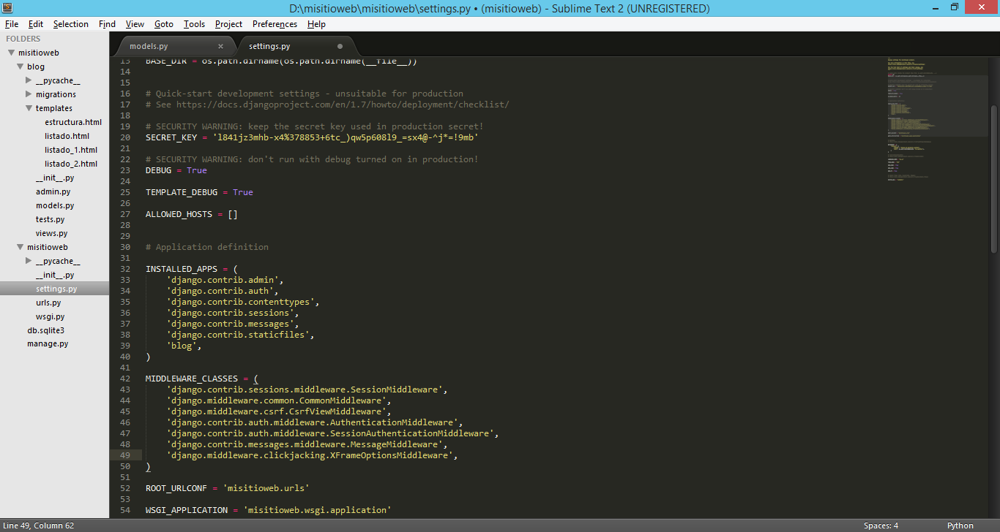 D:\misitioweb\misitioweb\settings.py • (misitioweb) - Sublime Text 2 (UNREGISTERED)
File Edit Selection Find View Goto Tools Project Preferences Help
FOLDERS
misitioweb
blog
__pycache__
migrations
templates
estructura.html
listado.html
listado_1.html
listado_2.html
__init__.py
admin.py
models.py
tests.py
views.py
misitioweb
__pycache__
__init__.py
settings.py
urls.py
wsgi.py
db.sqlite3
manage.py
models.py × settings.py
13 BASE_DIR = os.path.dirname(os.path.dirname(__file__))
14
15
16 # Quick-start development settings - unsuitable for production
17 # See https://docs.djangoproject.com/en/1.7/howto/deployment/checklist/
18
19 # SECURITY WARNING: keep the secret key used in production secret!
20 SECRET_KEY = 'l841jz3mhb-x4%378853+6tc_)qw5p608l9_=sx4@-^j*=!9mb'
21
22 # SECURITY WARNING: don't run with debug turned on in production!
23 DEBUG = True
24
25 TEMPLATE_DEBUG = True
26
27 ALLOWED_HOSTS = []
28
29
30 # Application definition
31
32 INSTALLED_APPS = (
33 'django.contrib.admin',
34 'django.contrib.auth',
35 'django.contrib.contenttypes',
36 'django.contrib.sessions',
37 'django.contrib.messages',
38 'django.contrib.staticfiles',
39 'blog',
40 )
41
42 MIDDLEWARE_CLASSES = (
43 'django.contrib.sessions.middleware.SessionMiddleware',
44 'django.middleware.common.CommonMiddleware',
45 'django.middleware.csrf.CsrfViewMiddleware',
46 'django.contrib.auth.middleware.AuthenticationMiddleware',
47 'django.contrib.auth.middleware.SessionAuthenticationMiddleware',
48 'django.contrib.messages.middleware.MessageMiddleware',
49 'django.middleware.clickjacking.XFrameOptionsMiddleware',
50 )
51
52 ROOT_URLCONF = 'misitioweb.urls'
53
54 WSGI_APPLICATION = 'misitioweb.wsgi.application'
Line 49, Column 62 Spaces: 4 Python